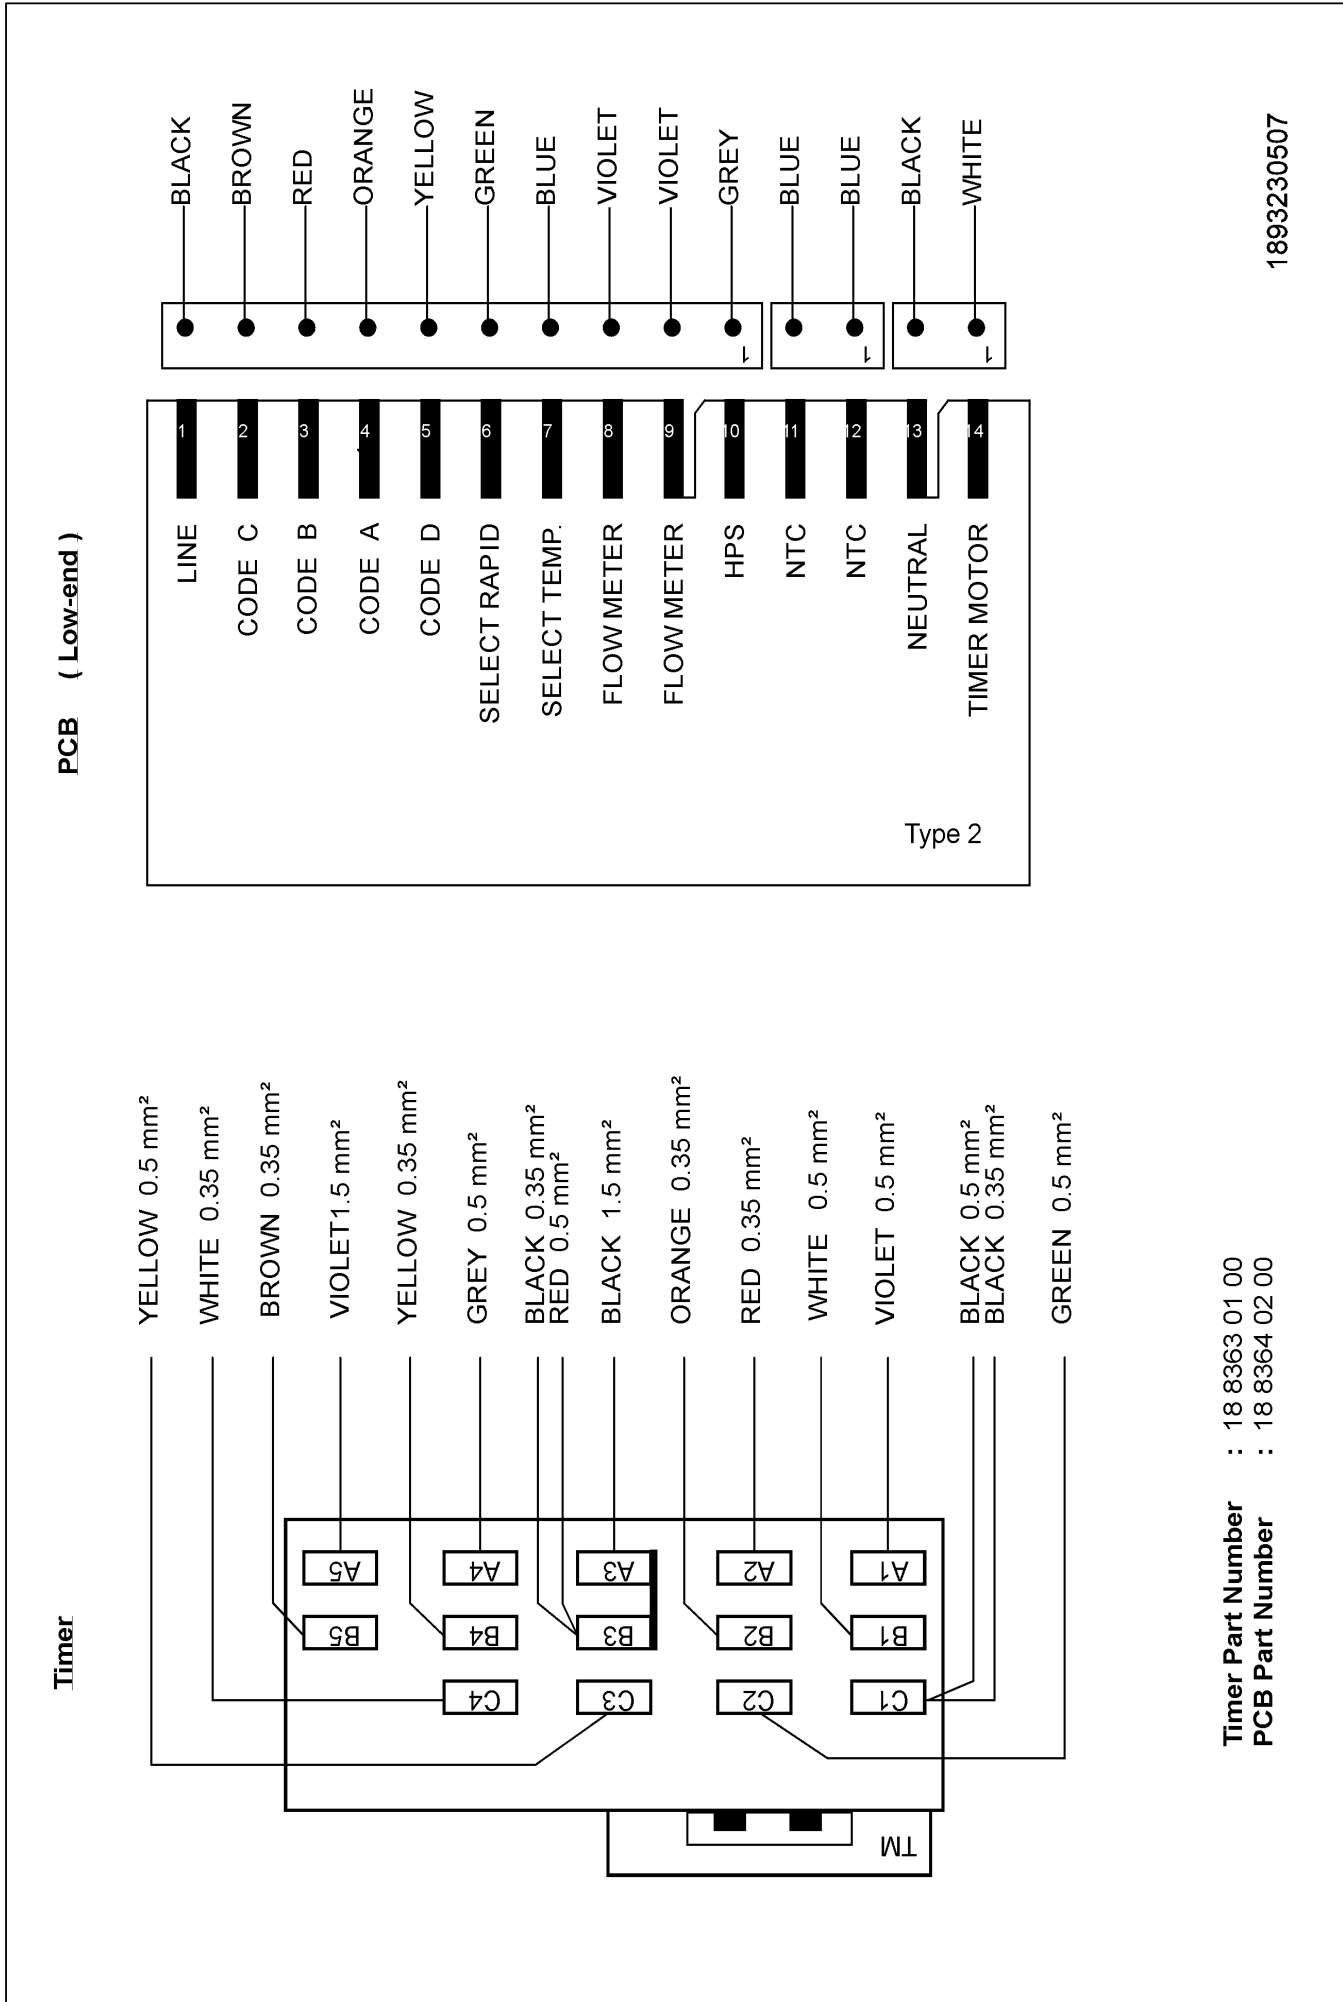 PCB ( Low-end )
BLACK
BROWN
RED
ORANGE
YELLOW
GREEN
BLUE
VIOLET
VIOLET
GREY
BLUE
BLUE
BLACK
WHITE
1
1
1
1
2
3
4
5
6
7
8
9
10
11
12
13
14
LINE
CODE C
CODE B
CODE A
CODE D
SELECT RAPID
SELECT TEMP.
FLOWMETER
FLOWMETER
HPS
NTC
NTC
NEUTRAL
TIMER MOTOR
Type 2
1893230507
Timer
YELLOW 0.5 mm²
WHITE 0.35 mm²
BROWN 0.35 mm²
VIOLET1.5 mm²
YELLOW 0.35 mm²
GREY 0.5 mm²
BLACK 0.35 mm²
RED 0.5 mm²
BLACK 1.5 mm²
ORANGE 0.35 mm²
RED 0.35 mm²
WHITE 0.5 mm²
VIOLET 0.5 mm²
BLACK 0.5 mm²
BLACK 0.35 mm²
GREEN 0.5 mm²
A5
A4
A3
A2
A1
B5
B4
B3
B2
B1
C4
C3
C2
C1
TM
Timer Part Number : 18 8363 01 00
PCB Part Number : 18 8364 02 00